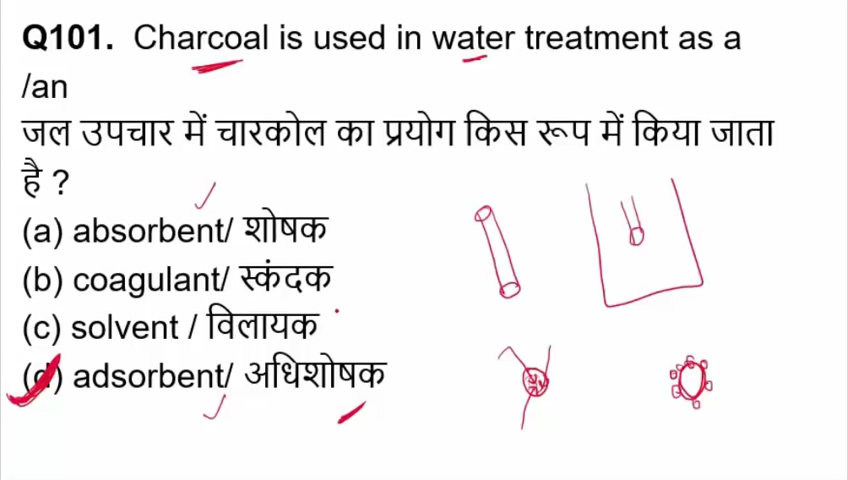 Q101. Charcoal is used in water treatment as a
/an
जल उपचार में चारकोल का प्रयोग किस रूप में किया जाता
है ?
(a) absorbent/ शोषक
(b) coagulant/ स्कंदक
(c) solvent / विलायक
(d) adsorbent/ अधिशोषक